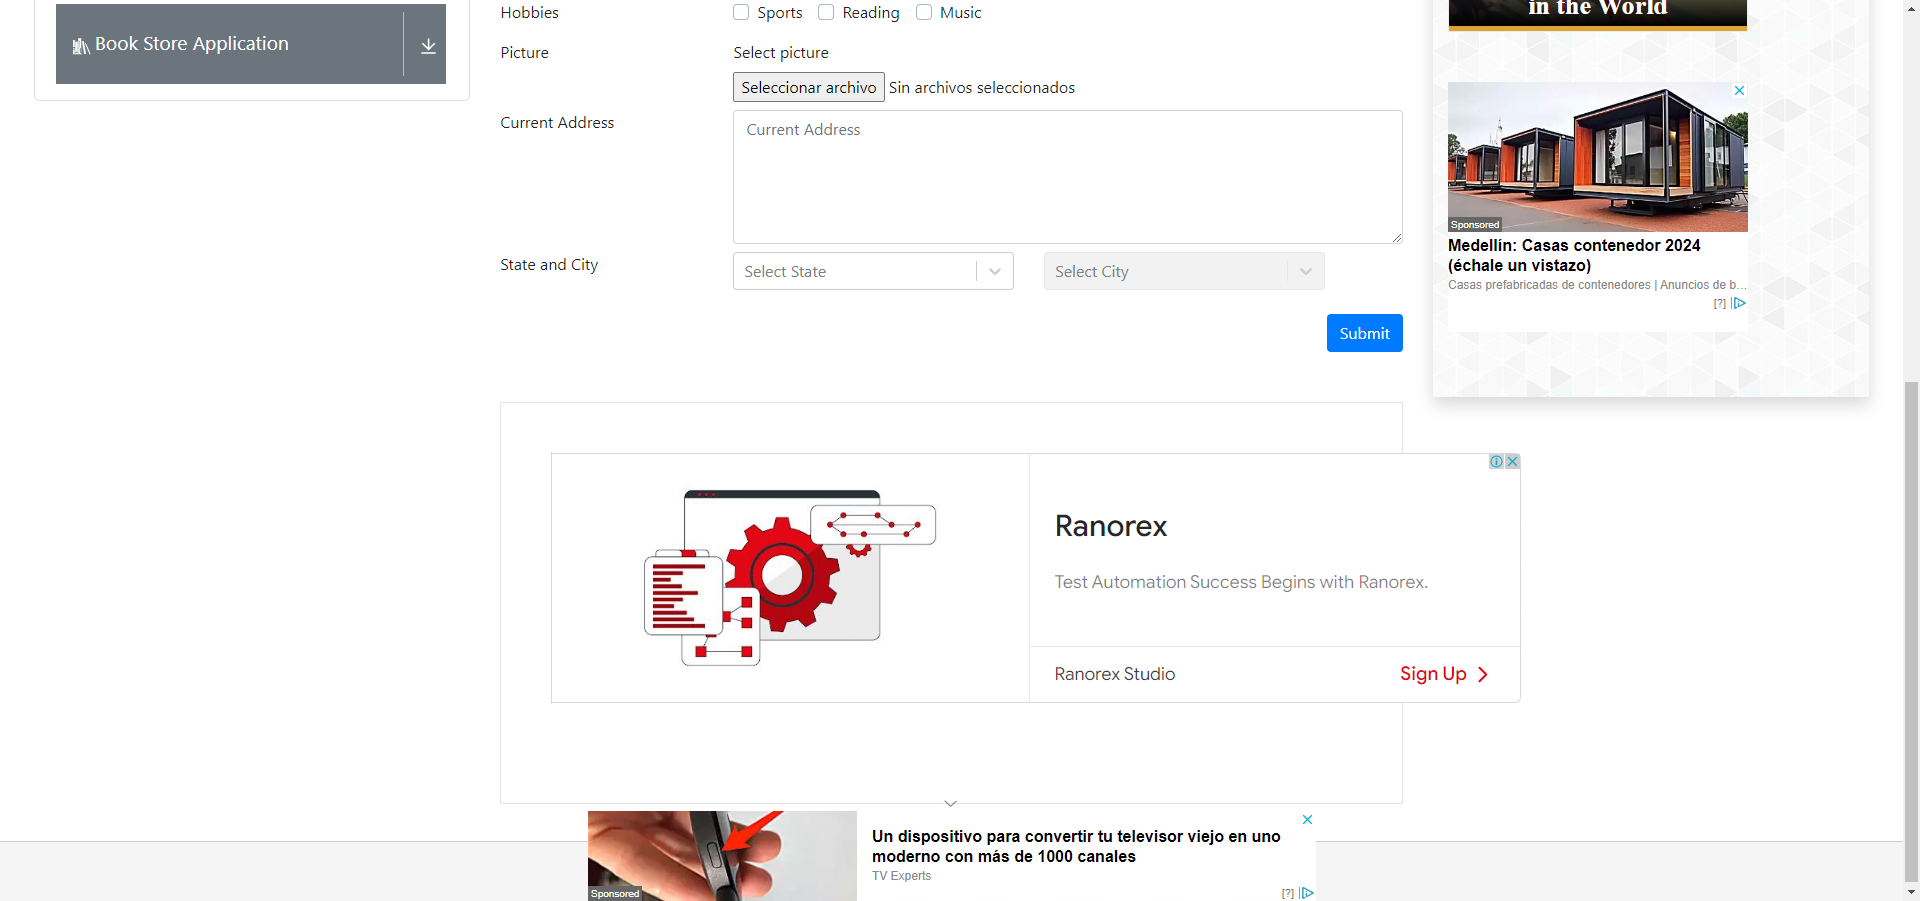 Book Store Application
Hobbies
Sports
Reading
Music
Picture
Select picture
Seleccionar archivo Sin archivos seleccionados
Current Address
Current Address
State and City
Select State
Select City
Submit
in the World
Sponsored
Medellín: Casas contenedor 2024
(échale un vistazo)
Casas prefabricadas de contenedores | Anuncios de b...
[?]
Ranorex
Test Automation Success Begins with Ranorex.
Ranorex Studio
Sign Up
Sponsored
Un dispositivo para convertir tu televisor viejo en uno
moderno con más de 1000 canales
TV Experts
[?]